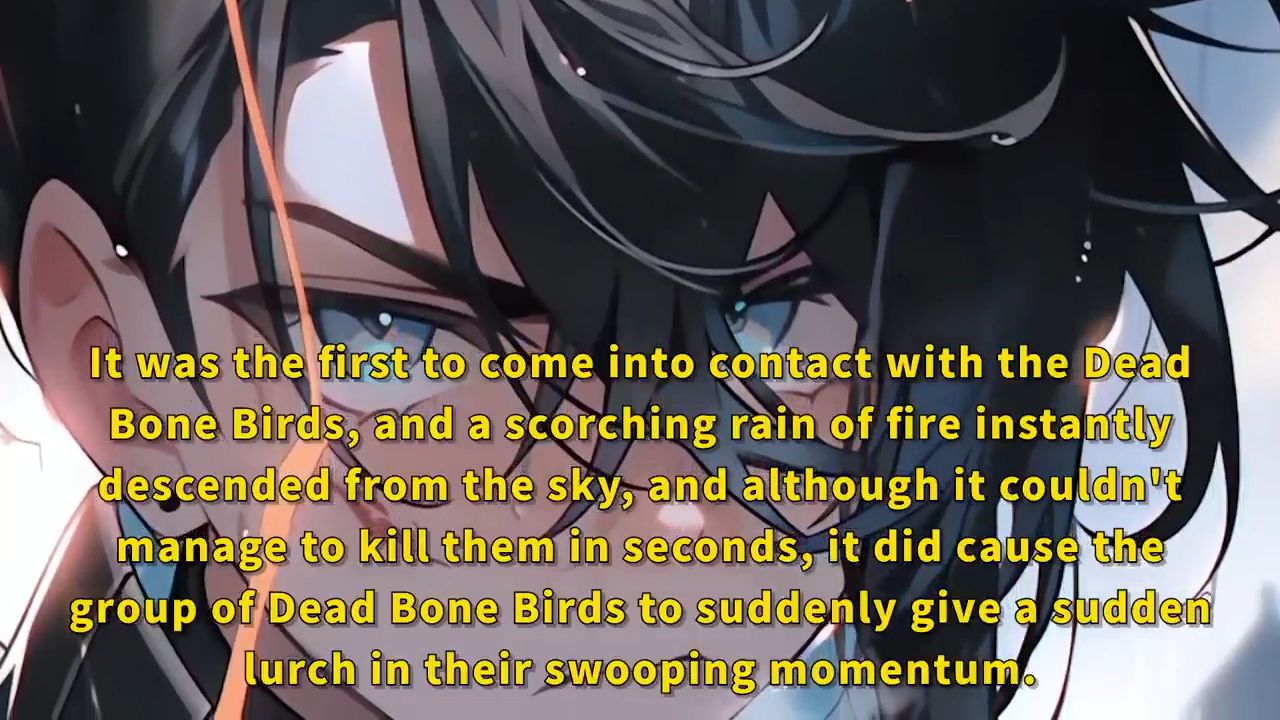 It was the first to come into contact with the Dead
Bone Birds, and a scorching rain of fire instantly
descended from the sky, and although it couldn't
manage to kill them in seconds, it did cause the
group of Dead Bone Birds to suddenly give a sudden
lurch in their swooping momentum.